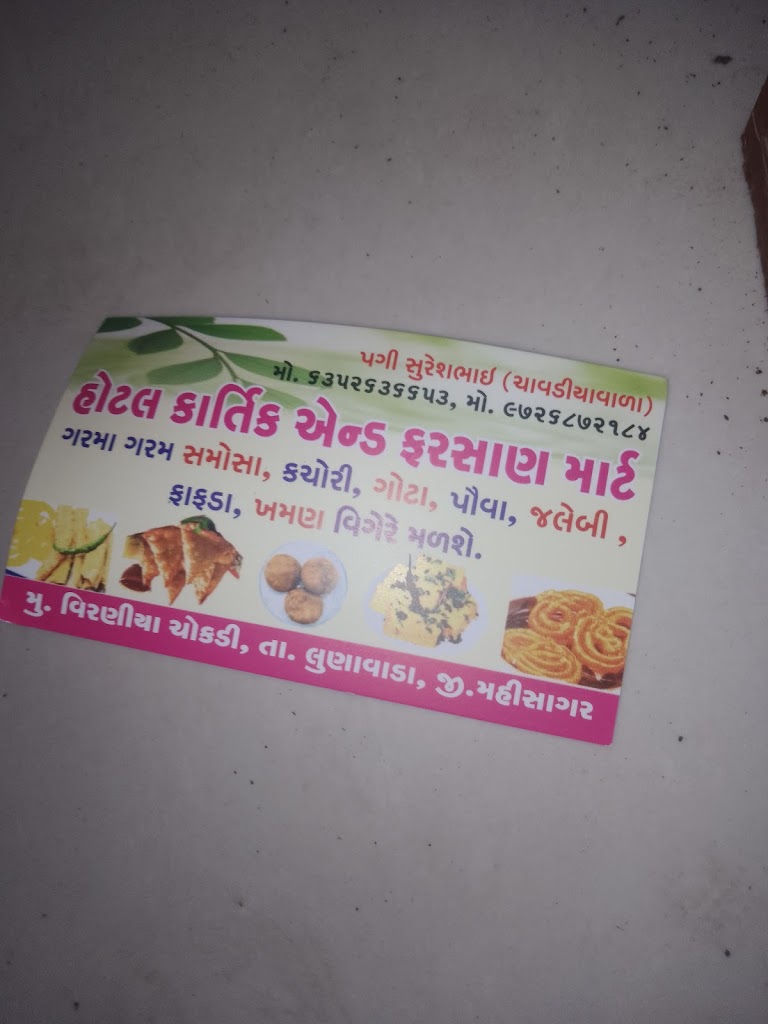 પગી સુરેશભાઇ (ચાવડીયાવાળા)
મો. ૬૩૫૨૬૩૬૬૫૩, મો. ૯૭૨૬૮૭૨૧૮૪
હોટલ કાર્તિક એન્ડ ફરસાણ માર્ટ
ગરમા ગરમ સમોસા, કચોરી, ગોટા, પૌવા, જલેબી ,
ફાફડા, ખમણ વિગેરે મળશે.
મુ. વિરણીયા ચોકડી, તા. લુણાવાડા, જી.મહીસાગર